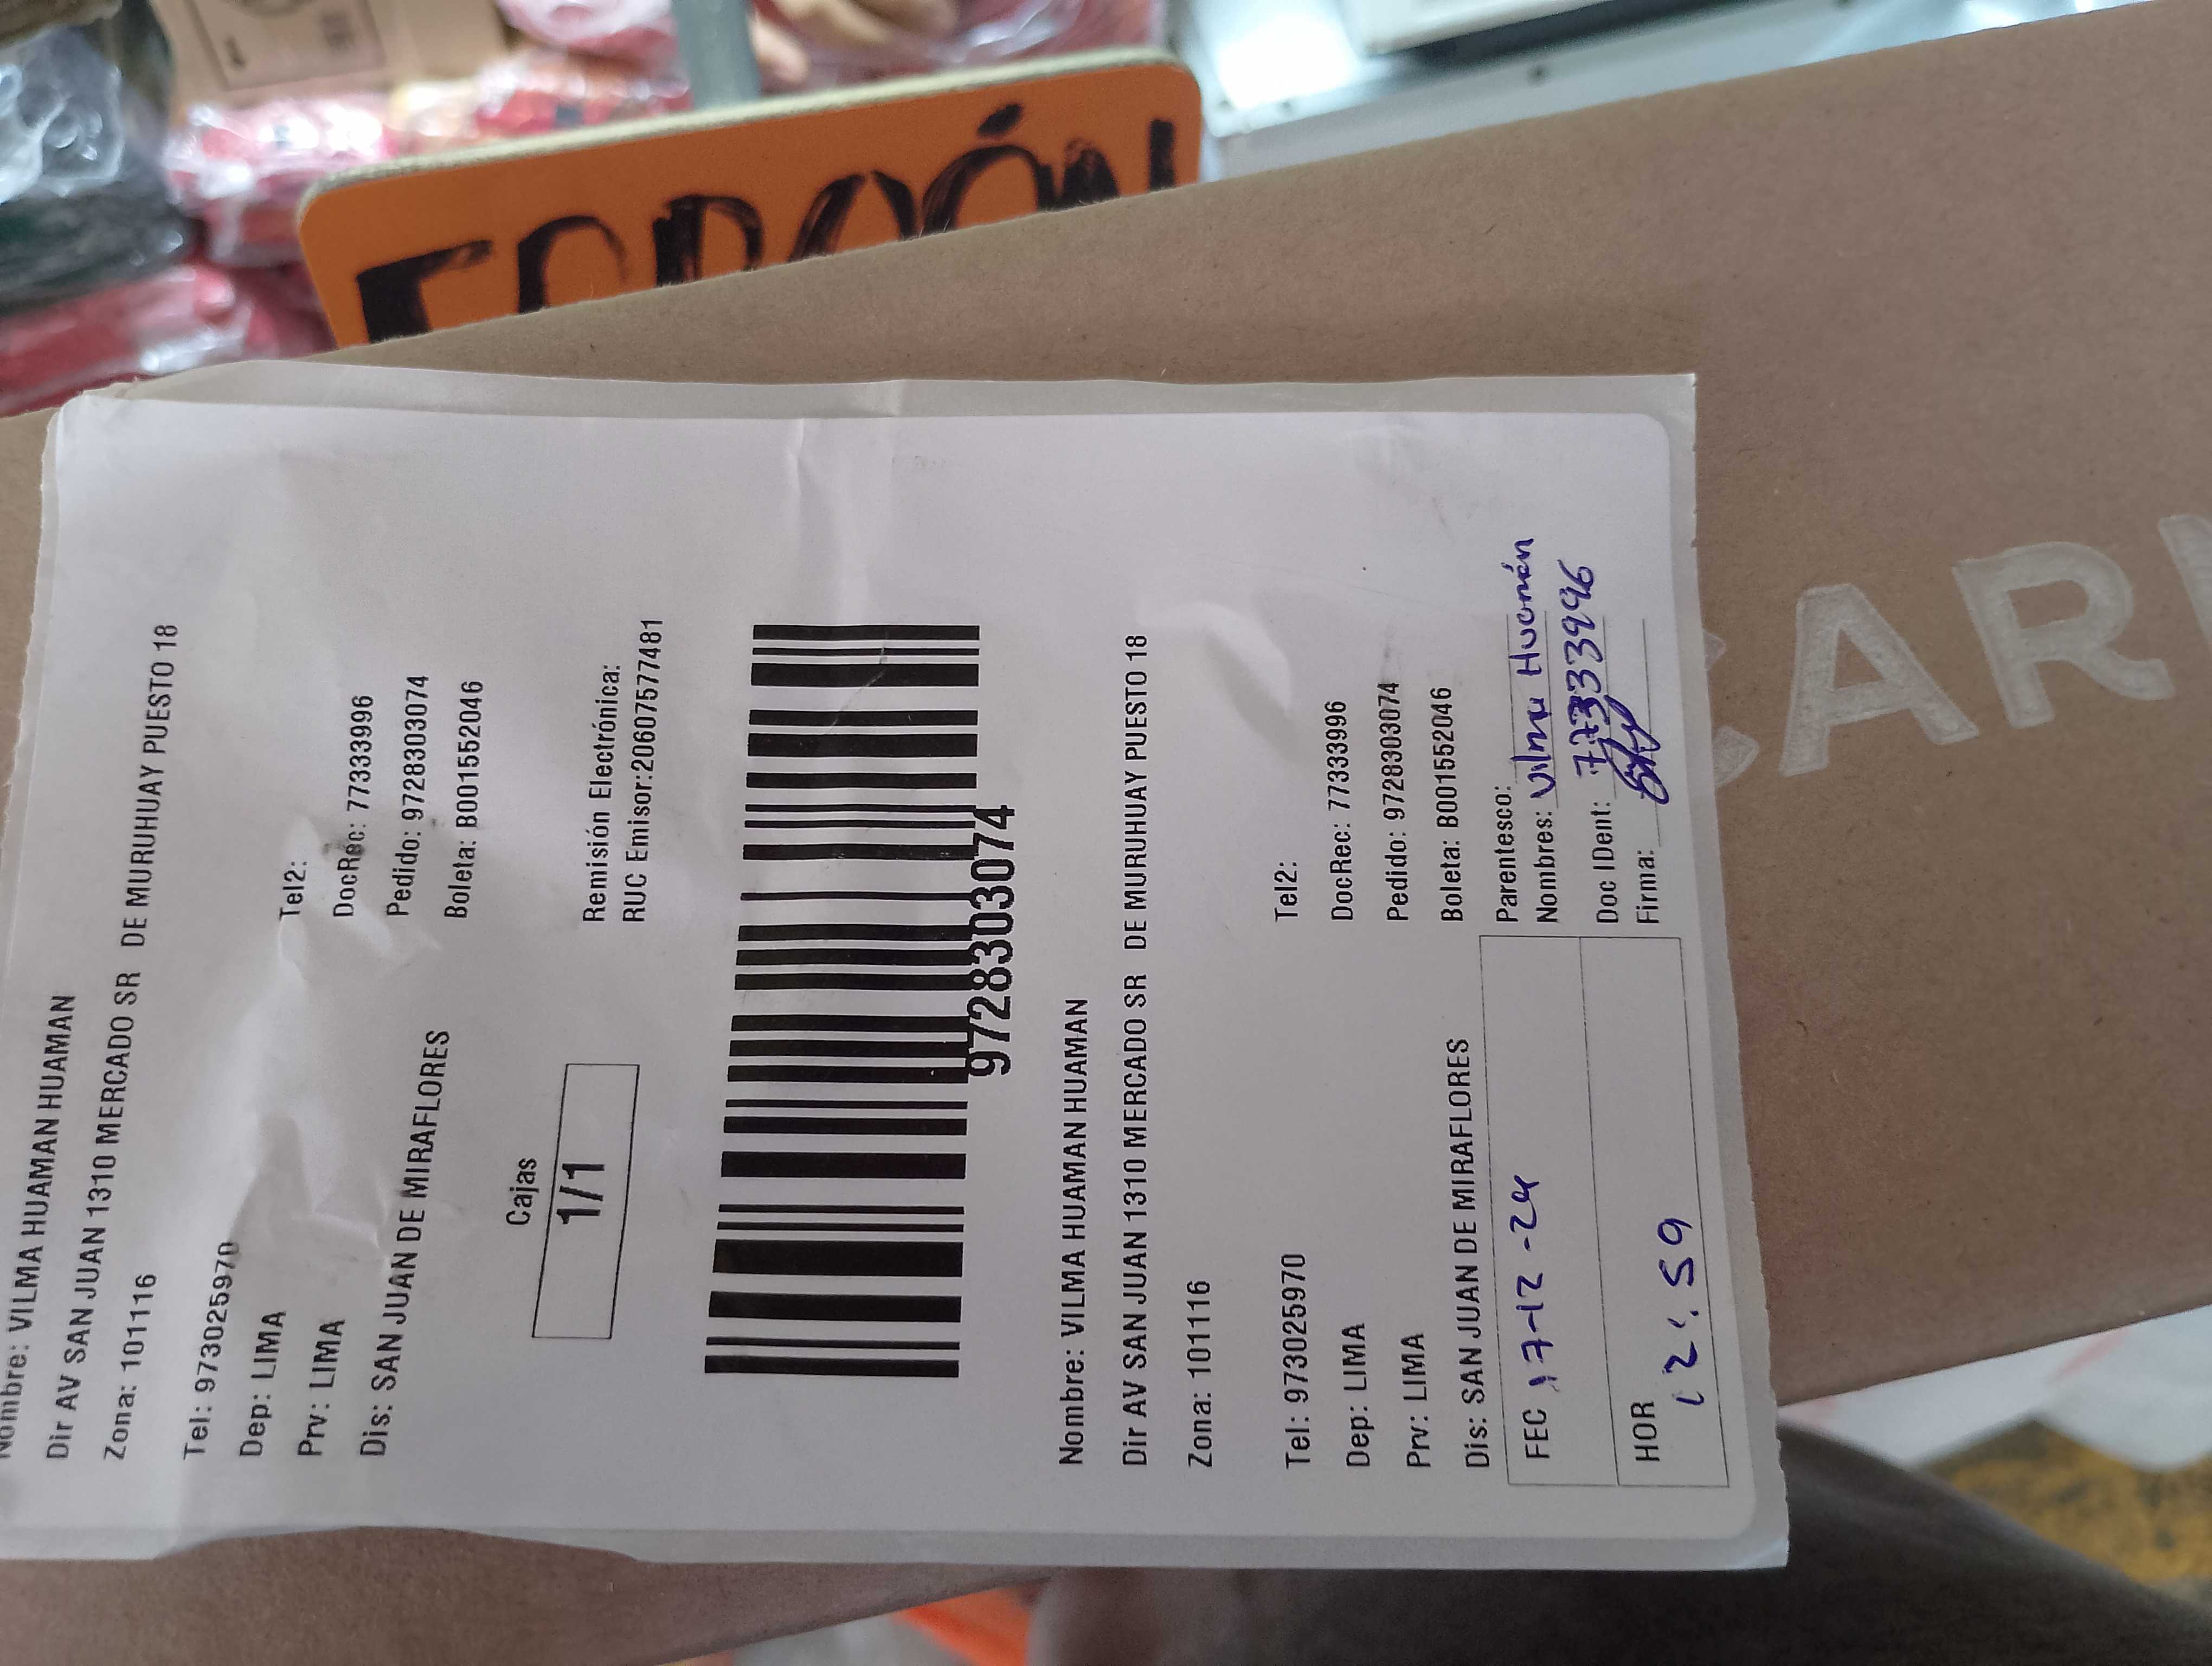 Nombre: VILMA HUAMAN HUAMAN
Dir AV SAN JUAN 1310 MERCADO SR DE MURUHUAY PUESTO 18
Zona: 101116
Tel: 973025970 Tel2:
Dep: LIMA DocRec: 77333996
Prv: LIMA Pedido: 9728303074
Dis: SAN JUAN DE MIRAFLORES Boleta: B001552046
Cajas
1/1
Remisión Electrónica:
RUC Emisor:20607577481
9728303074
Nombre: VILMA HUAMAN HUAMAN
Dir AV SAN JUAN 1310 MERCADO SR DE MURUHUAY PUESTO 18
Zona: 101116
Tel: 973025970 Tel2:
Dep: LIMA DocRec: 77333996
Prv: LIMA Pedido: 9728303074
Dis: SAN JUAN DE MIRAFLORES Boleta: B001552046
FEC 17-12-24
HOR 12:59
Parentesco:
Nombres: Vilma Huamán
Doc IDent: 77333996
Firma: